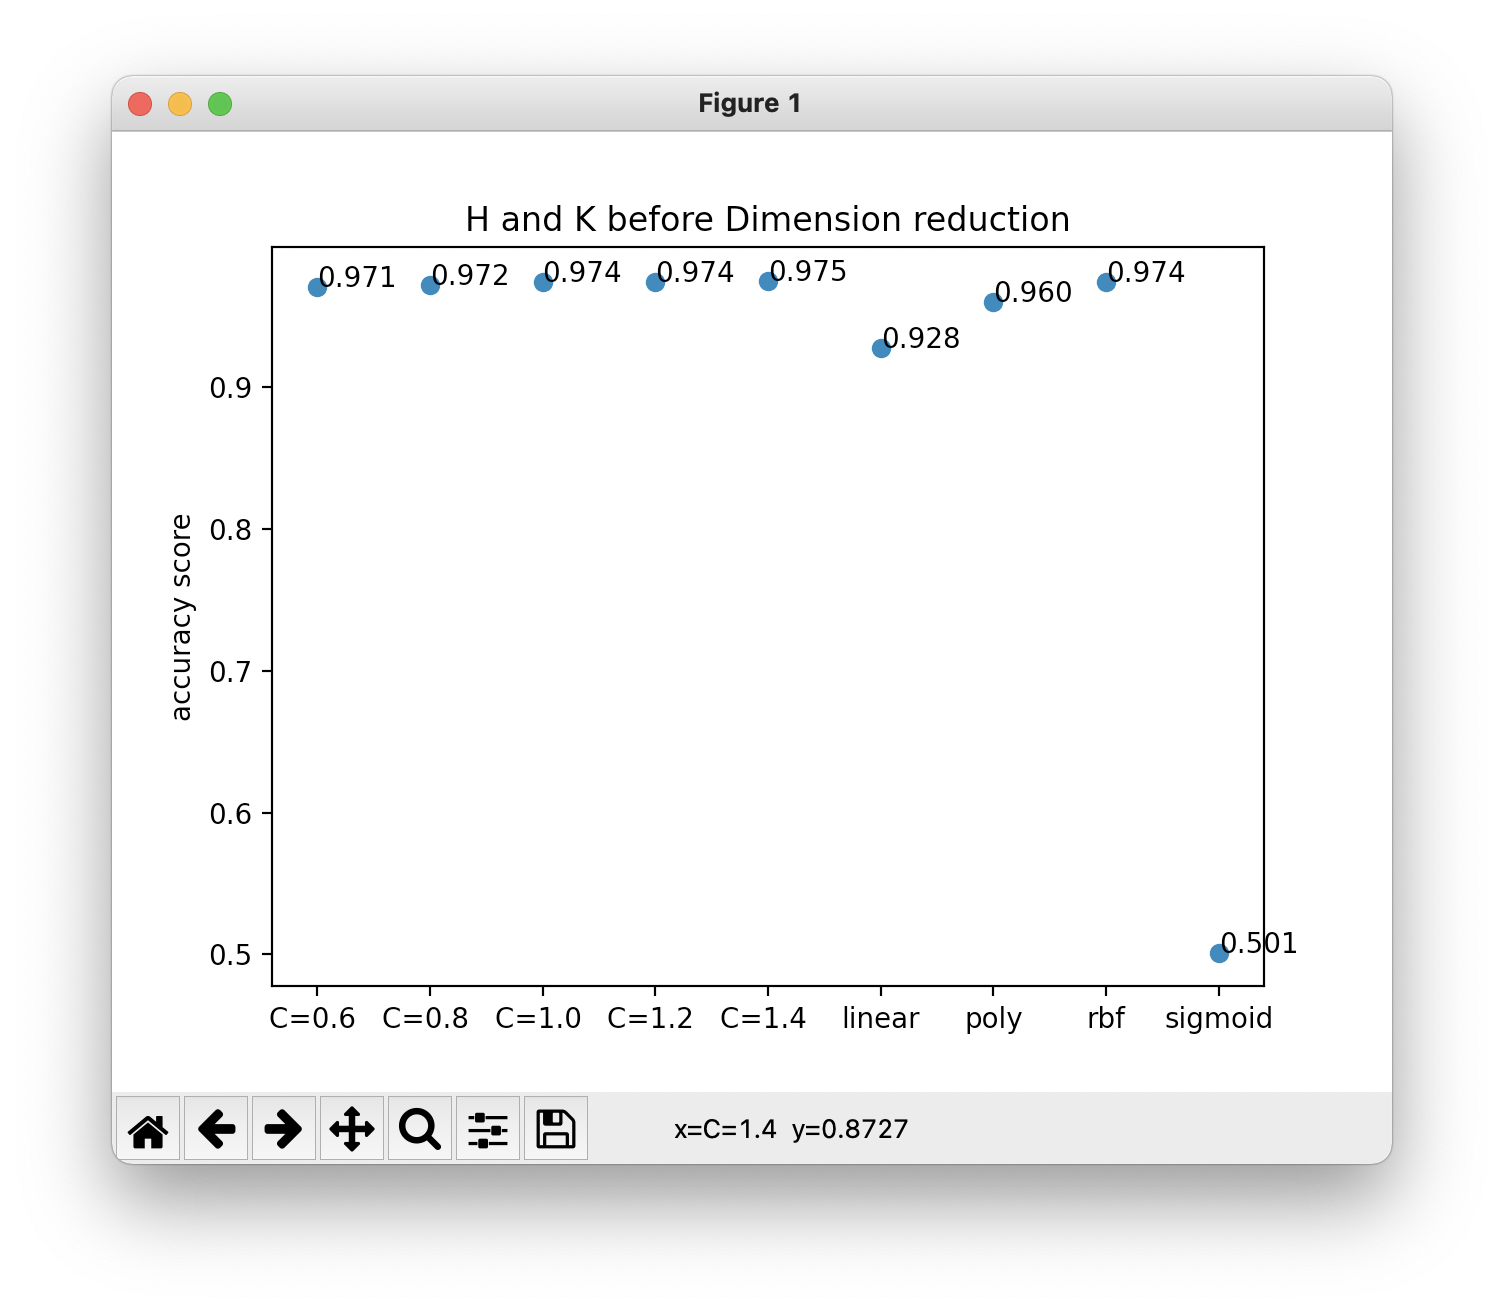 Figure 1
H and K before Dimension reduction
0.971 0.972 0.974 0.974 0.975 0.928 0.960 0.974 0.501
accuracy score
0.9
0.8
0.7
0.6
0.5
C=0.6 C=0.8 C=1.0 C=1.2 C=1.4 linear poly rbf sigmoid
x=C=1.4 y=0.8727